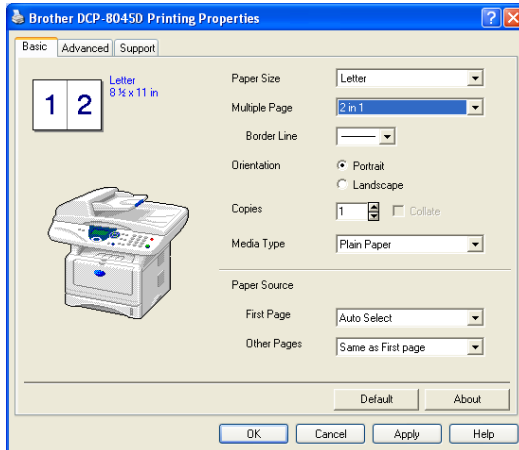 Brother DCP-8045D Printing Properties
Basic Advanced Support
Letter
8 ½ x 11 in
1 2
Paper Size Letter
Multiple Page 2 in 1
Border Line
Orientation Portrait
Landscape
Copies 1 Collate
Media Type Plain Paper
Paper Source
First Page Auto Select
Other Pages Same as First page
Default About
OK Cancel Apply Help